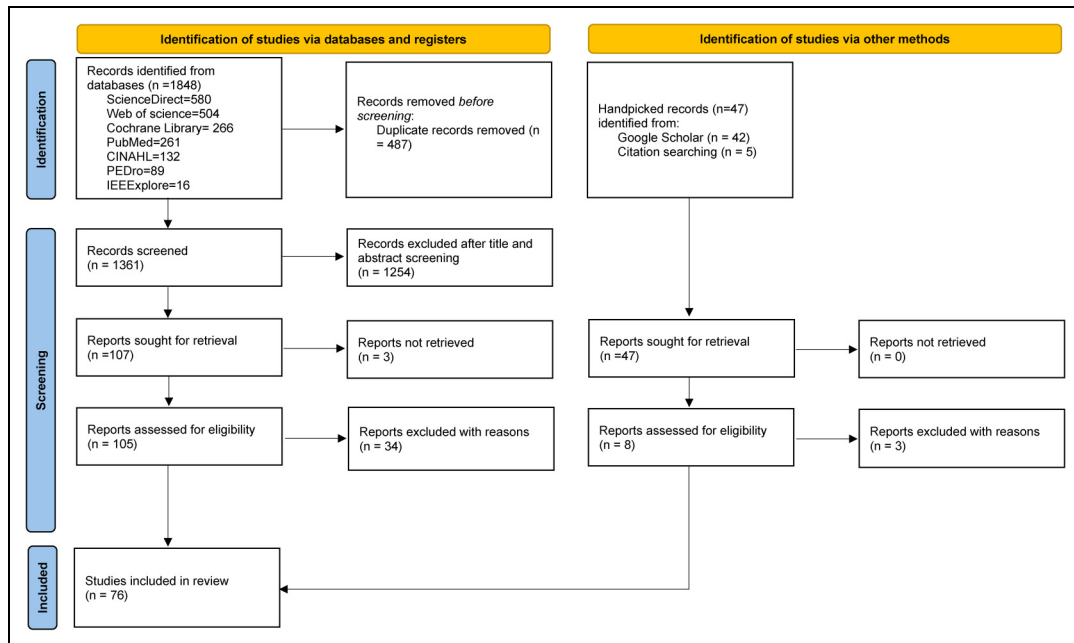 Identification of studies via databases and registers
Identification of studies via other methods
Identification
Records identified from
databases (n =1848)
ScienceDirect=580
Web of science=504
Cochrane Library= 266
PubMed=261
CINAHL=132
PEDro=89
IEEExplore=16
Records removed before
screening:
Duplicate records removed (n
= 487)
Handpicked records (n=47)
identified from:
Google Scholar (n = 42)
Citation searching (n = 5)
Screening
Records screened
(n = 1361)
Records excluded after title and
abstract screening
(n = 1254)
Reports sought for retrieval
(n =107)
Reports not retrieved
(n = 3)
Reports sought for retrieval
(n =47)
Reports not retrieved
(n = 0)
Reports assessed for eligibility
(n = 105)
Reports excluded with reasons
(n = 34)
Reports assessed for eligibility
(n = 8)
Reports excluded with reasons
(n = 3)
Included
Studies included in review
(n = 76)